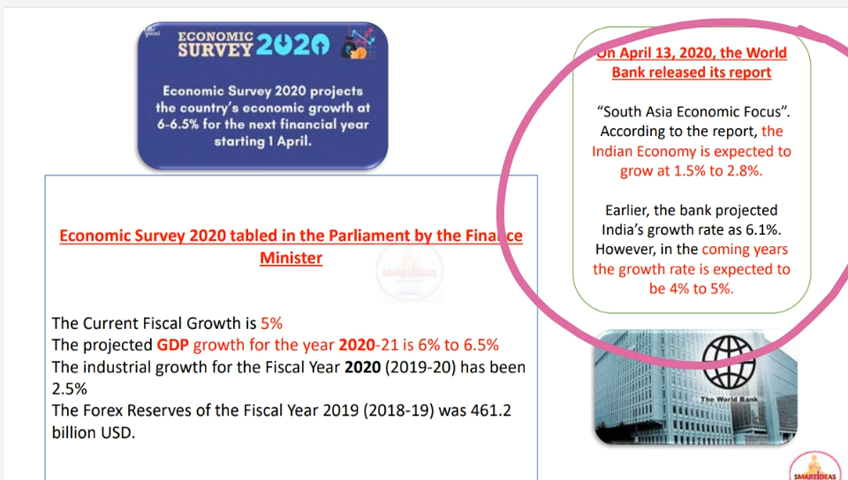 ECONOMIC
SURVEY 2020
Economic Survey 2020 projects
the country's economic growth at
6-6.5% for the next financial year
starting 1 April.
On April 13, 2020, the World
Bank released its report
“South Asia Economic Focus”.
According to the report, the
Indian Economy is expected to
grow at 1.5% to 2.8%.
Earlier, the bank projected
India’s growth rate as 6.1%.
However, in the coming years
the growth rate is expected to
be 4% to 5%.
Economic Survey 2020 tabled in the Parliament by the Finance
Minister
SMARTIDEAS
The Current Fiscal Growth is 5%
The projected GDP growth for the year 2020-21 is 6% to 6.5%
The industrial growth for the Fiscal Year 2020 (2019-20) has been
2.5%
The Forex Reserves of the Fiscal Year 2019 (2018-19) was 461.2
billion USD.
The World Bank
SMARTIDEAS